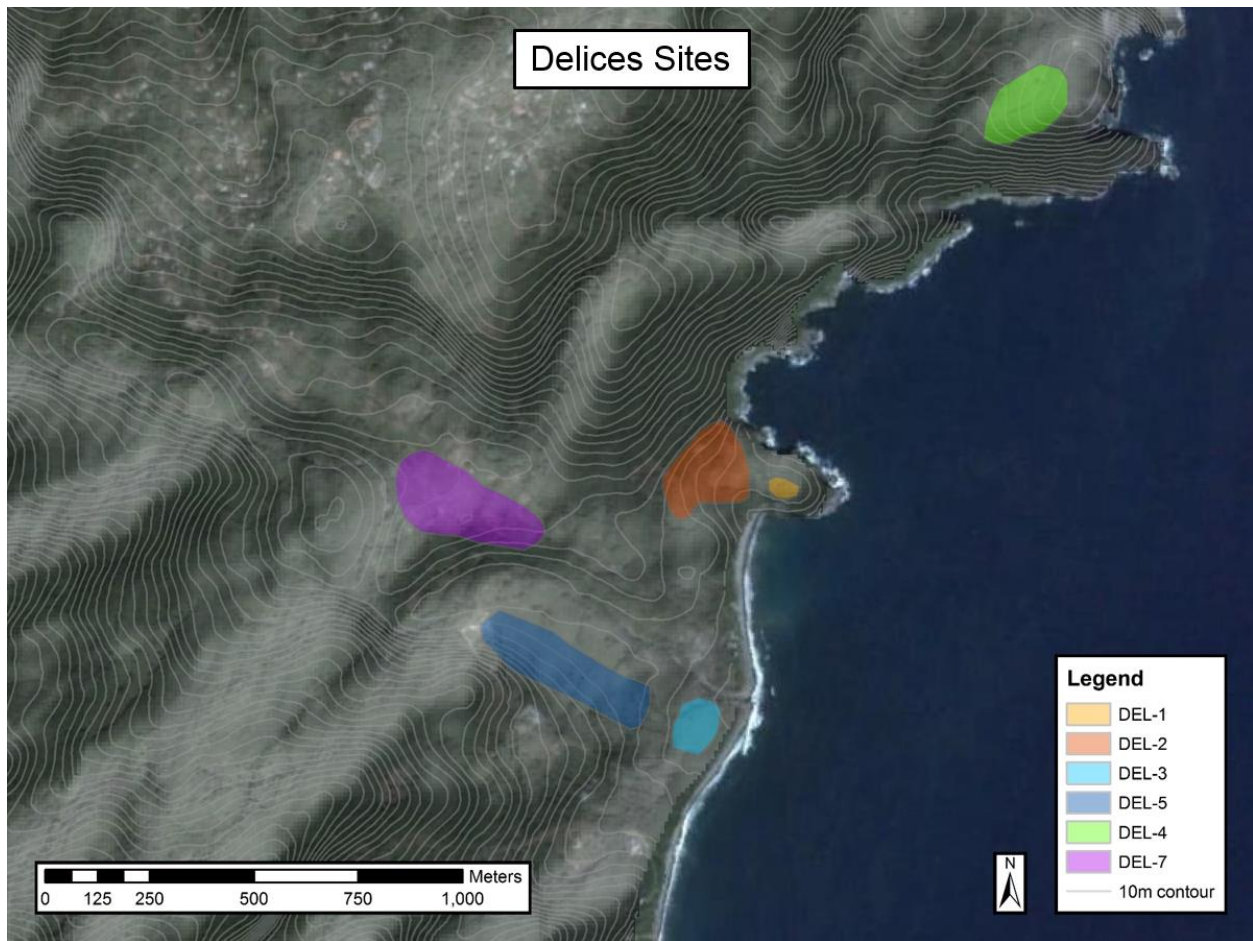 Delices Sites
Legend
DEL-1
DEL-2
DEL-3
DEL-5
DEL-4
DEL-7
10m contour
N
Meters
0 125 250 500 750 1,000